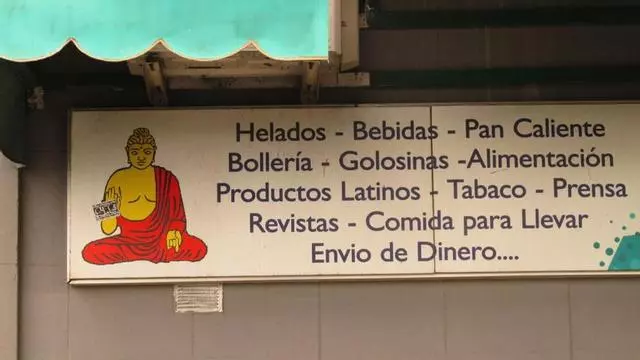 Helados - Bebidas - Pan Caliente
Bollería - Golosinas -Alimentación
Productos Latinos - Tabaco - Prensa
Revistas - Comida para Llevar
Envio de Dinero....